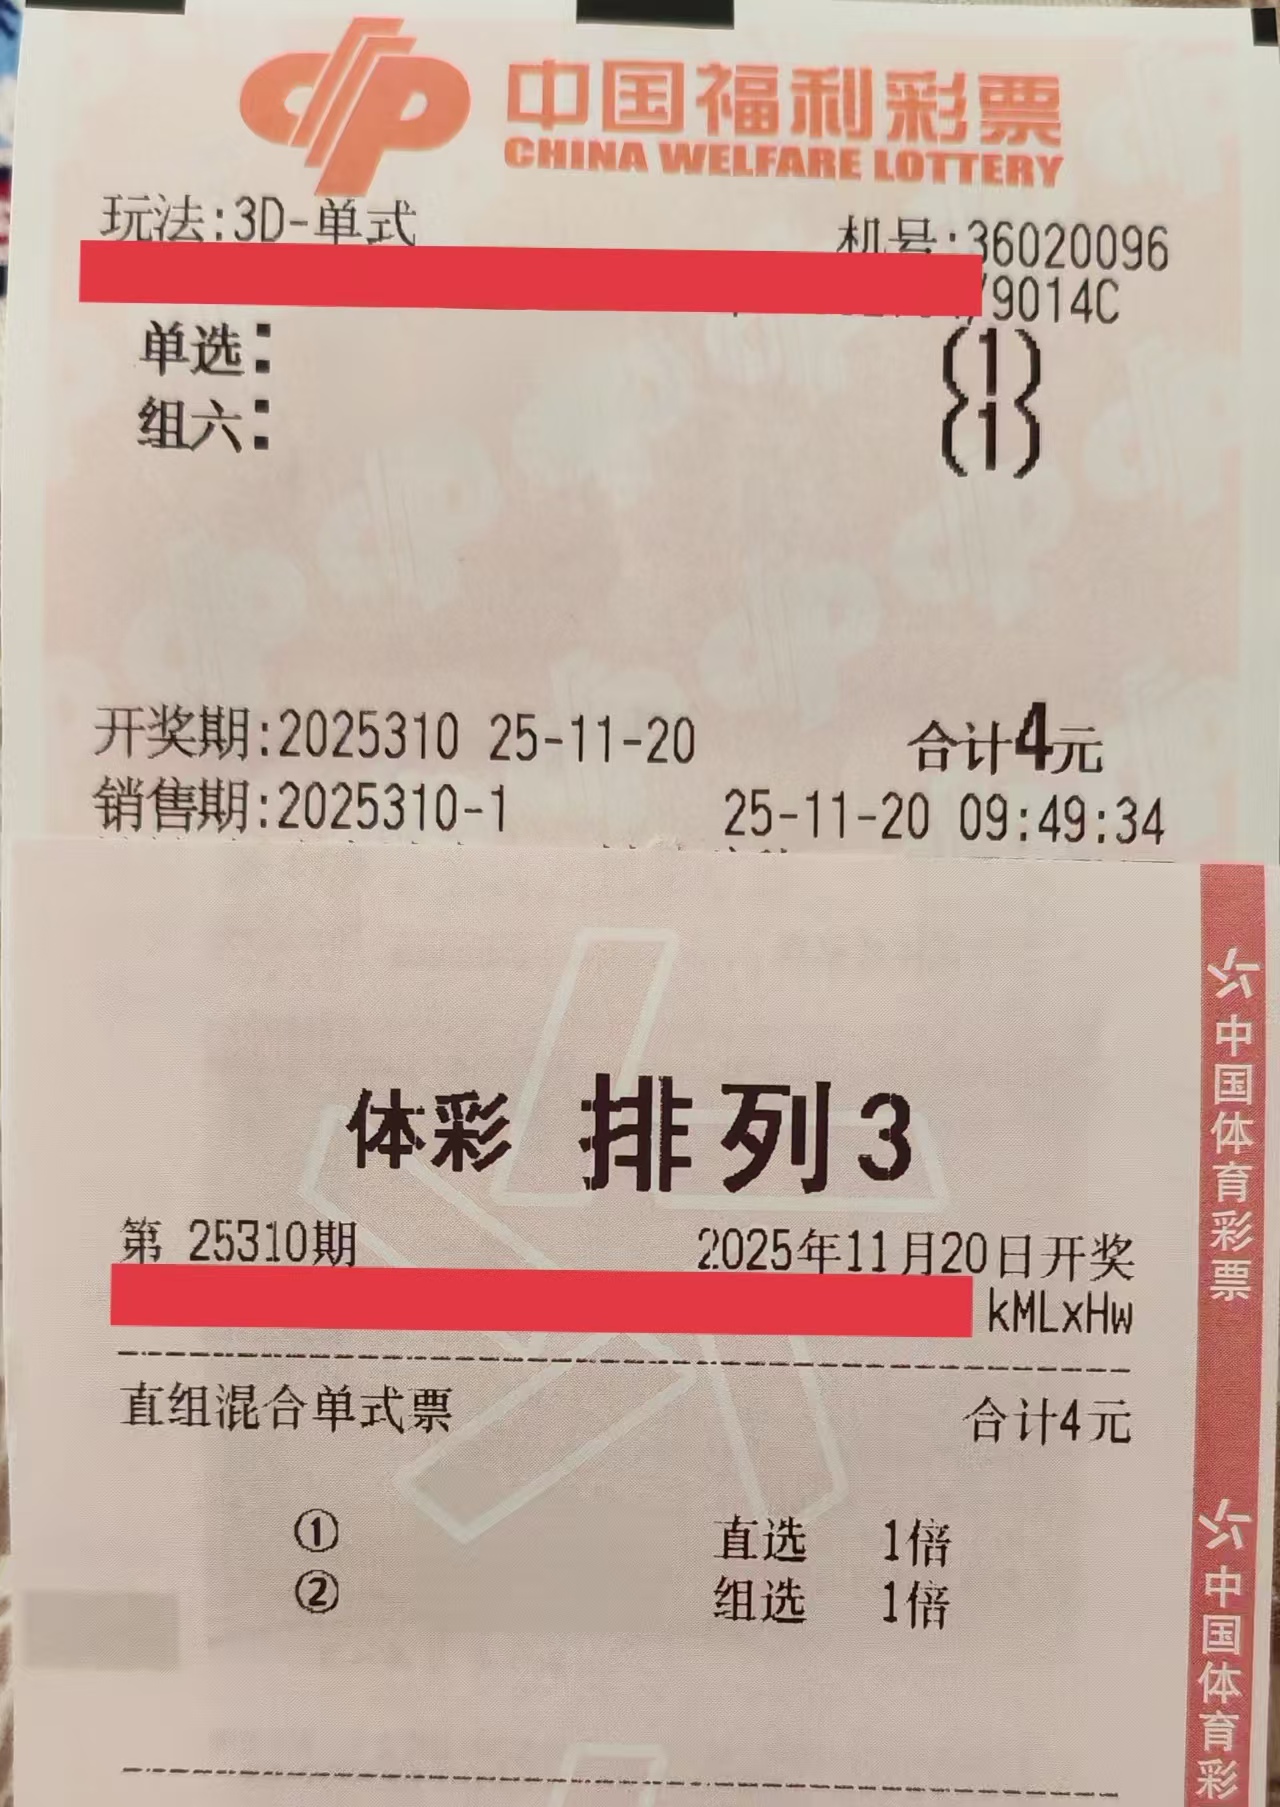 中国福利彩票
CHINA WELFARE LOTTERY
玩法:3D-单式 机号:36020096
/9014C
单选: (1)
组六: (1)
开奖期:2025310 25-11-20 合计4元
销售期:2025310-1 25-11-20 09:49:34
体彩 排列3
第 25310期 2025年11月20日开奖
kMLxHw
直组混合单式票 合计4元
① 直选 1倍
② 组选 1倍
中国体育彩票
中国体育彩